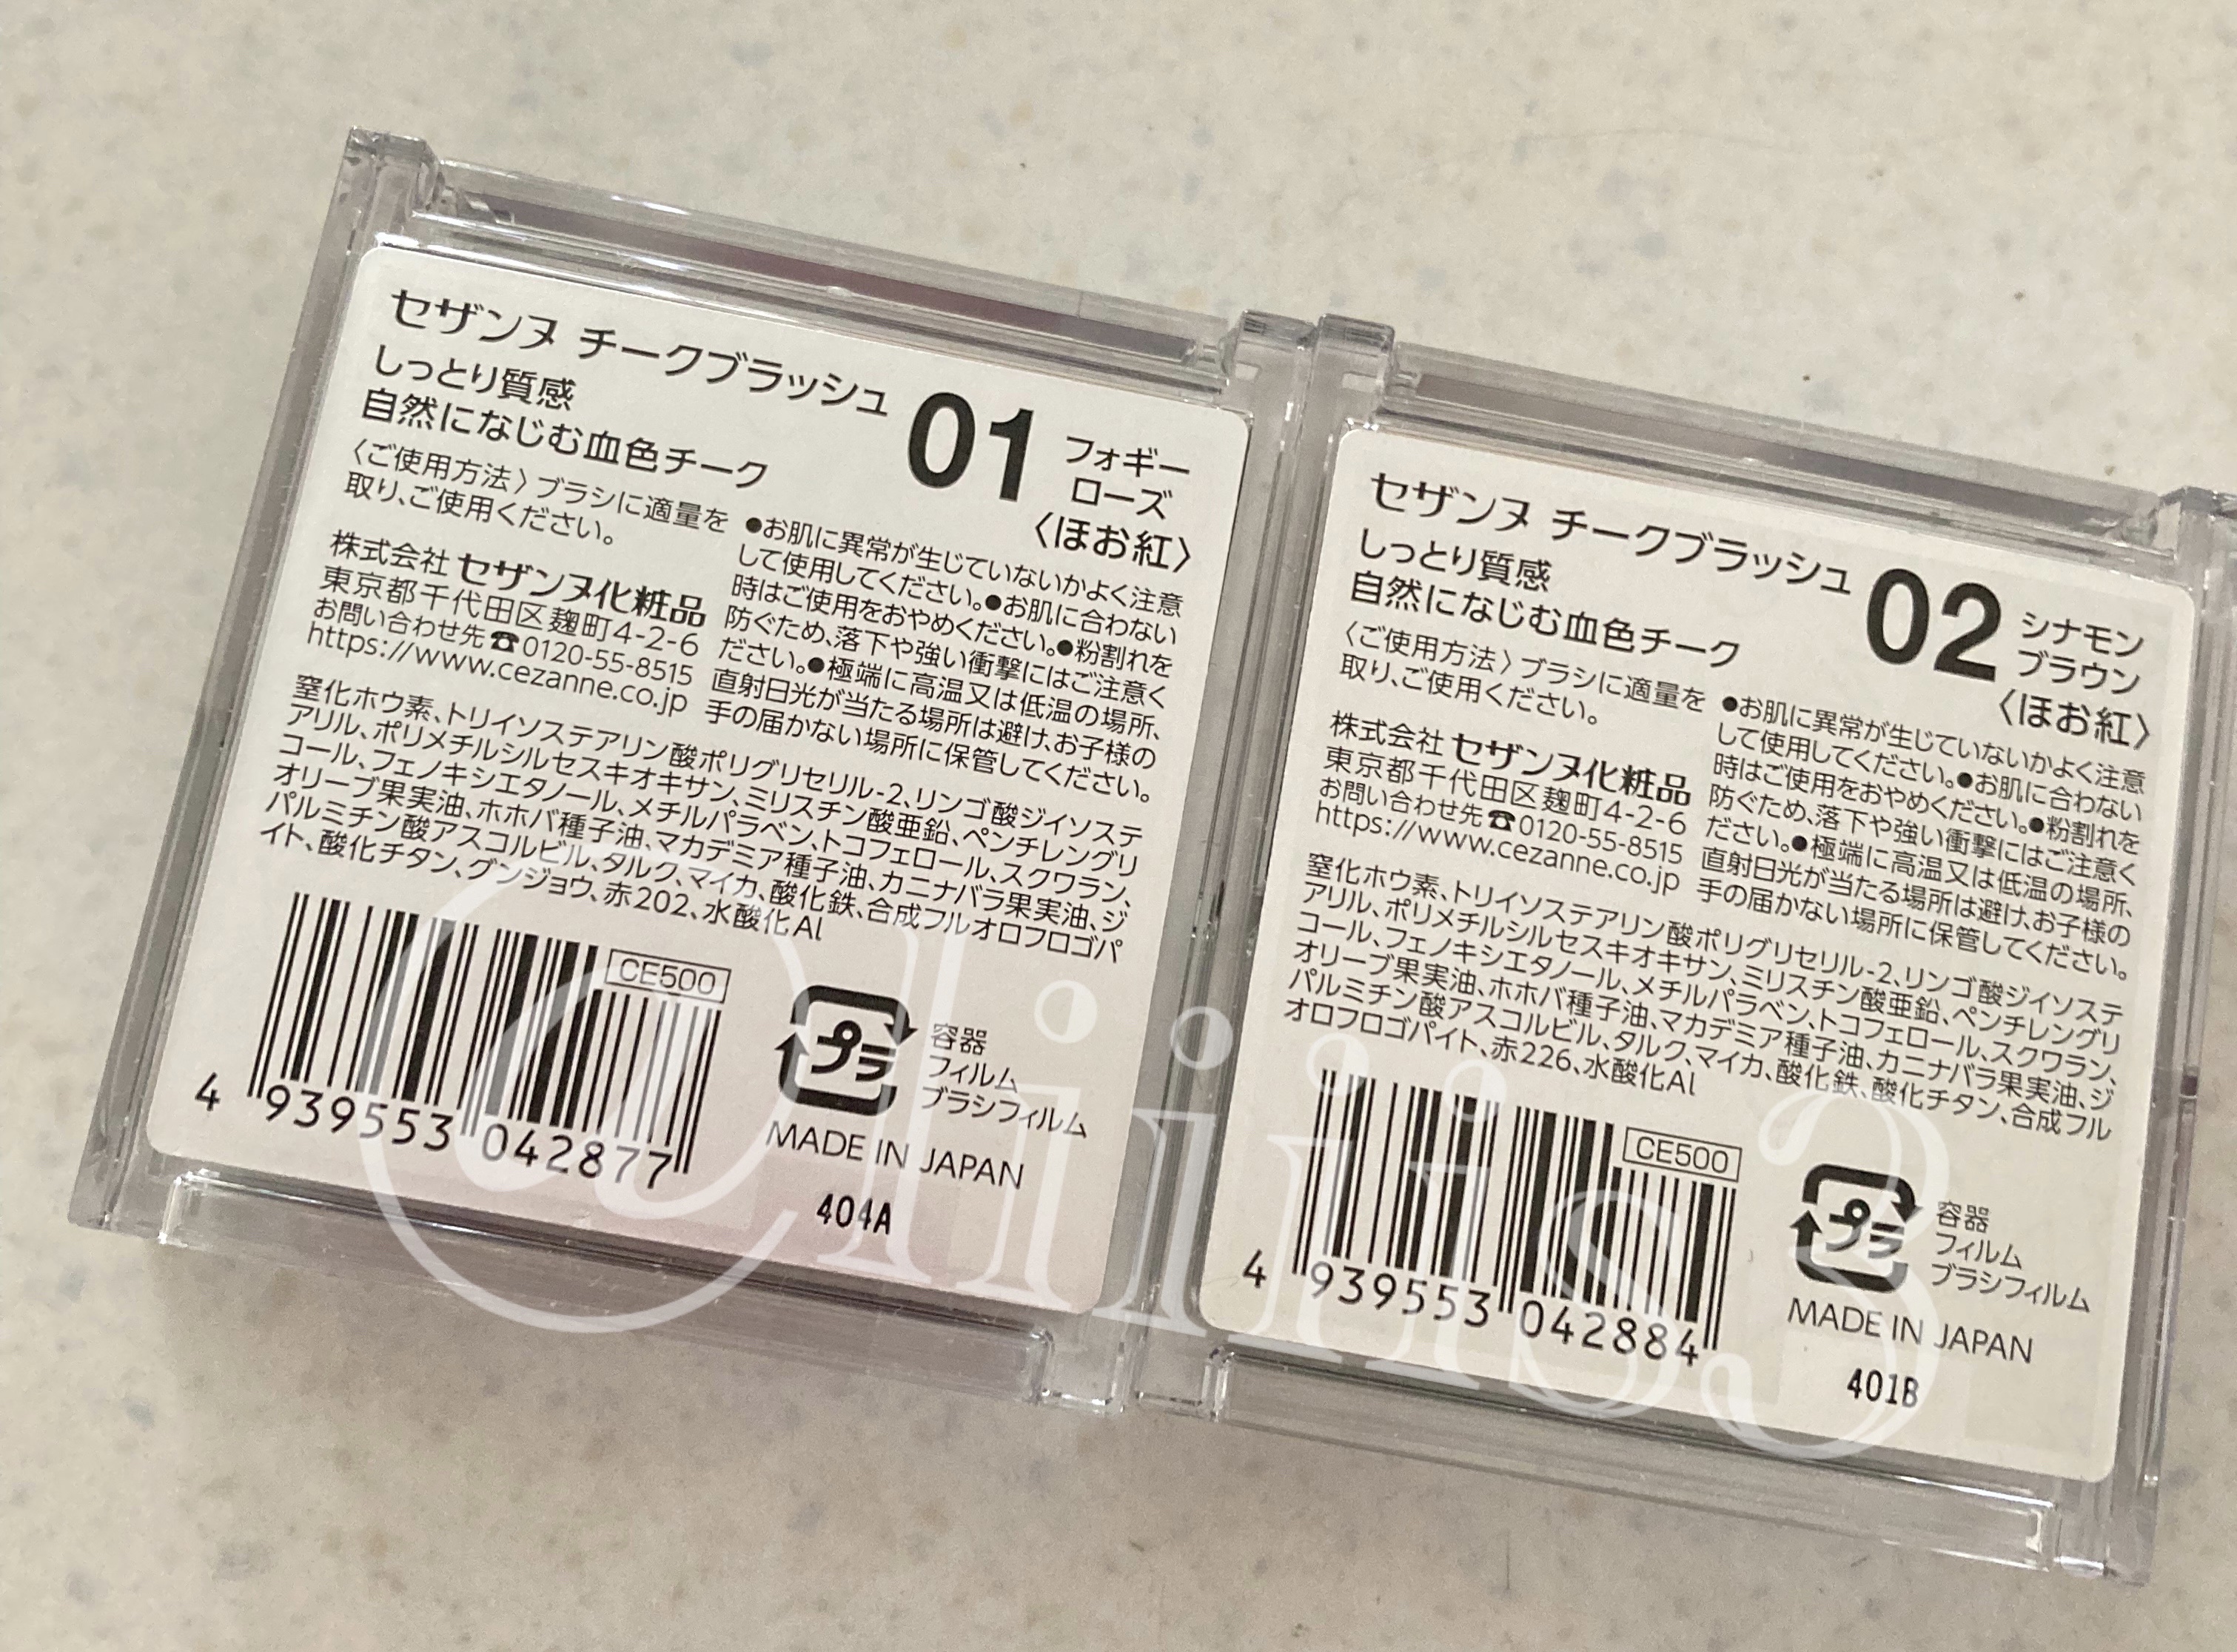 セザンヌ チークブラッシュ
しっとり質感
自然になじむ血色チーク
01 フォギー
ローズ
〈ほお紅〉
〈ご使用方法〉ブラシに適量を
取り、ご使用ください。
株式会社 セザンヌ化粧品
東京都千代田区麹町4-2-6
お問い合わせ先☎0120-55-8515
https://www.cezanne.co.jp
●お肌に異常が生じていないかよく注意
して使用してください。●お肌に合わない
時はご使用をおやめください。●粉割れを
防ぐため、落下や強い衝撃にはご注意く
ださい。●極端に高温又は低温の場所、
直射日光が当たる場所は避け、お子様の
手の届かない場所に保管してください。
窒化ホウ素、トリイソステアリン酸ポリグリセリル-2、リンゴ酸ジイソステ
アリル、ポリメチルシルセスキオキサン、ミリスチン酸亜鉛、ペンチレングリ
コール、フェノキシエタノール、メチルパラベン、トコフェロール、スクワラン、
オリーブ果実油、ホホバ種子油、マカデミア種子油、カニナバラ果実油、ジ
パルミチン酸アスコルビル、タルク、マイカ、酸化鉄、合成フルオロフロゴパ
イト、酸化チタン、グンジョウ、赤202、水酸化Al
CE500
4 939553 042877
プラ
容器
フィルム
ブラシフィルム
MADE IN JAPAN
404A
セザンヌ チークブラッシュ
しっとり質感
自然になじむ血色チーク
02 シナモン
ブラウン
〈ほお紅〉
〈ご使用方法〉ブラシに適量を
取り、ご使用ください。
株式会社 セザンヌ化粧品
東京都千代田区麹町4-2-6
お問い合わせ先☎0120-55-8515
https://www.cezanne.co.jp
●お肌に異常が生じていないかよく注意
して使用してください。●お肌に合わない
時はご使用をおやめください。●粉割れを
防ぐため、落下や強い衝撃にはご注意く
ださい。●極端に高温又は低温の場所、
直射日光が当たる場所は避け、お子様の
手の届かない場所に保管してください。
窒化ホウ素、トリイソステアリン酸ポリグリセリル-2、リンゴ酸ジイソステ
アリル、ポリメチルシルセスキオキサン、ミリスチン酸亜鉛、ペンチレングリ
コール、フェノキシエタノール、メチルパラベン、トコフェロール、スクワラン、
オリーブ果実油、ホホバ種子油、マカデミア種子油、カニナバラ果実油、ジ
パルミチン酸アスコルビル、タルク、マイカ、酸化鉄、酸化チタン、合成フル
オロフロゴパイト、赤226、水酸化Al
CE500
4 939553 042884
プラ
容器
フィルム
ブラシフィルム
MADE IN JAPAN
401B